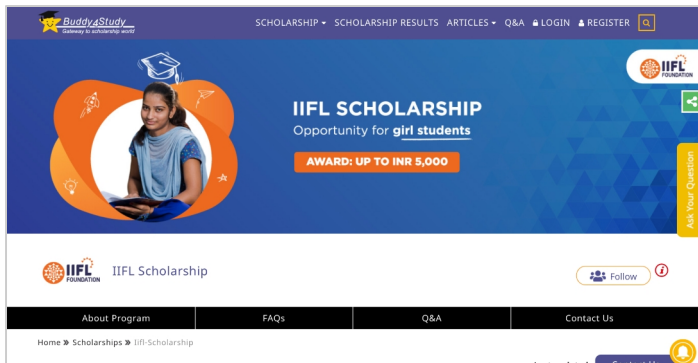 Buddy4Study
Gateway to scholarship world
SCHOLARSHIP SCHOLARSHIP RESULTS ARTICLES Q&A LOGIN REGISTER
IIFL
FOUNDATION
IIFL SCHOLARSHIP
Opportunity for girl students
AWARD: UP TO INR 5,000
Ask Your Question
IIFL
FOUNDATION
IIFL Scholarship
Follow
i
About Program FAQs Q&A Contact Us
Home » Scholarships » Iifl-Scholarship